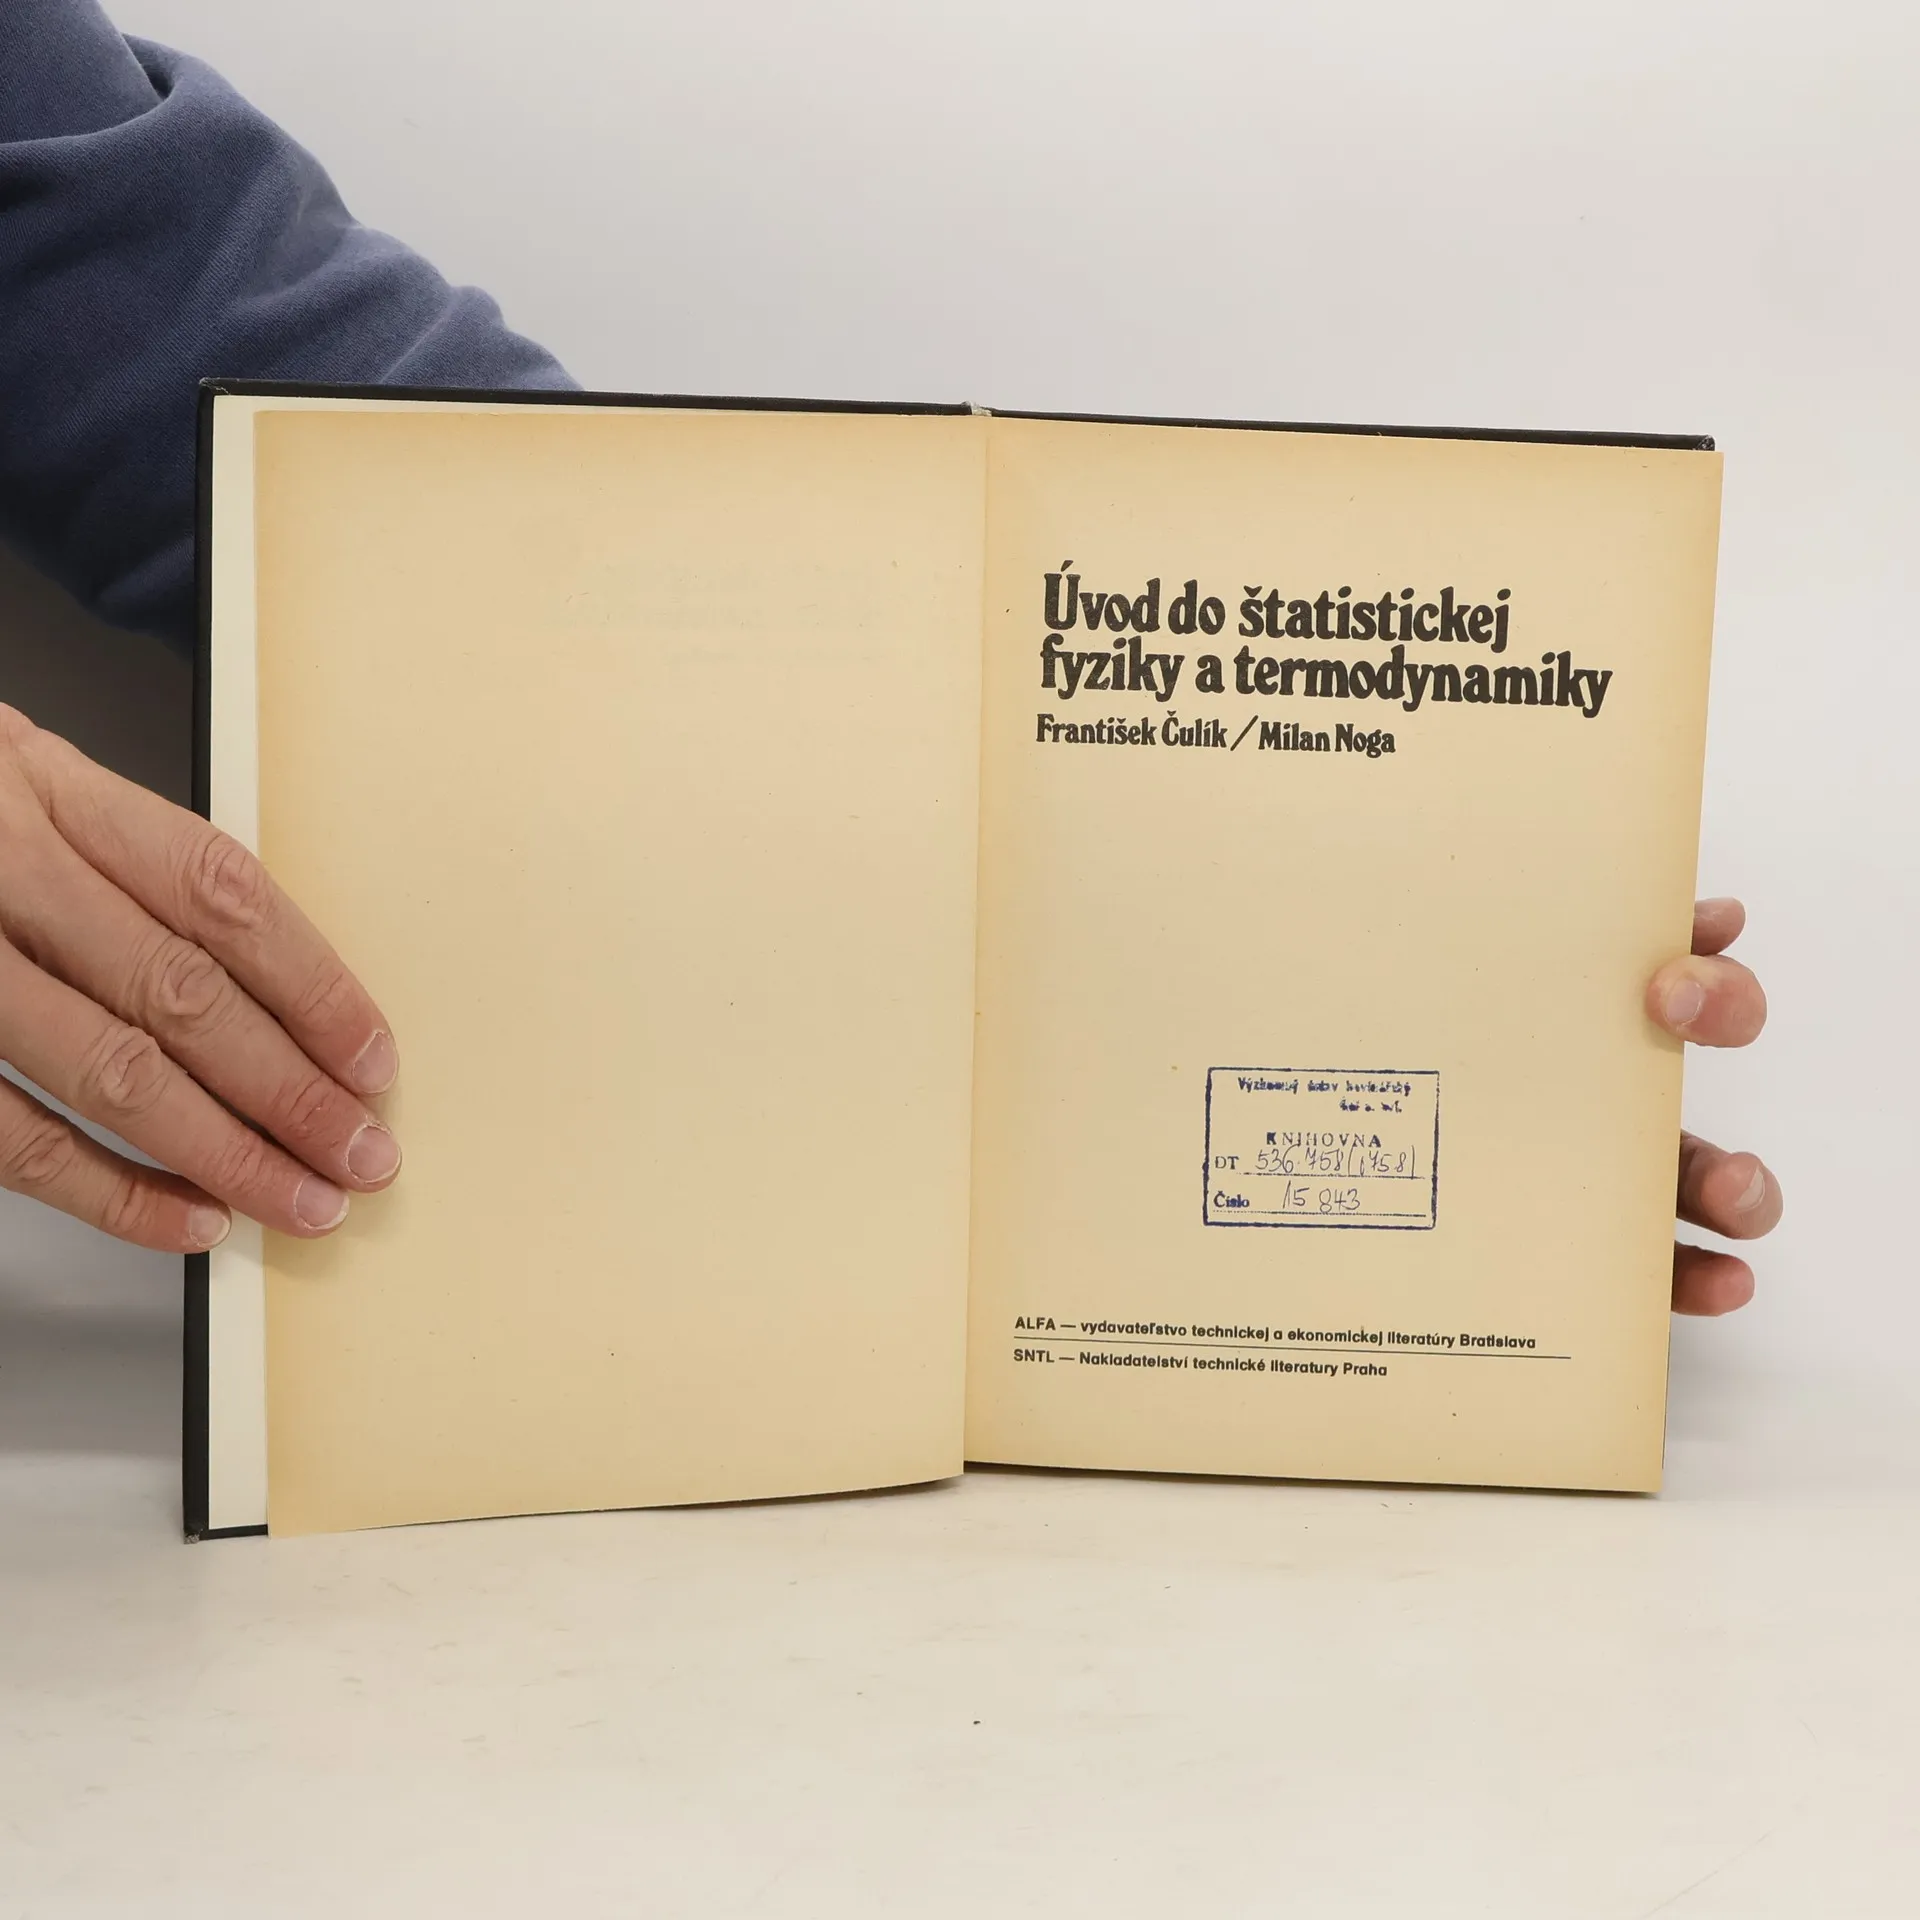 Úvod do štatistickej
fyziky a termodynamiky
František Čulík / Milan Noga
Výzkumný
KNIHOVNA
DT 536.758(075.8)
Číslo 15 843
ALFA — vydavateľstvo technickej a ekonomickej literatúry Bratislava
SNTL — Nakladatelství technické literatury Praha